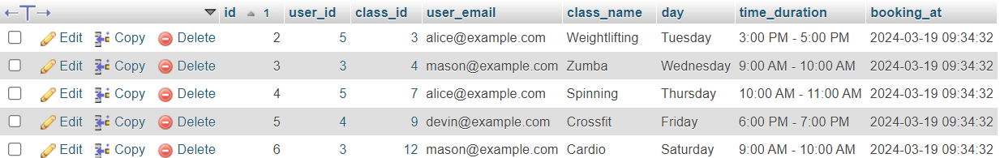 id 1 user_id class_id user_email class_name day time_duration booking_at
Edit Copy Delete 2 5 3 alice@example.com Weightlifting Tuesday 3:00 PM - 5:00 PM 2024-03-19 09:34:32
Edit Copy Delete 3 3 4 mason@example.com Zumba Wednesday 9:00 AM - 10:00 AM 2024-03-19 09:34:32
Edit Copy Delete 4 5 7 alice@example.com Spinning Thursday 10:00 AM - 11:00 AM 2024-03-19 09:34:32
Edit Copy Delete 5 4 9 devin@example.com Crossfit Friday 6:00 PM - 7:00 PM 2024-03-19 09:34:32
Edit Copy Delete 6 3 12 mason@example.com Cardio Saturday 9:00 AM - 10:00 AM 2024-03-19 09:34:32